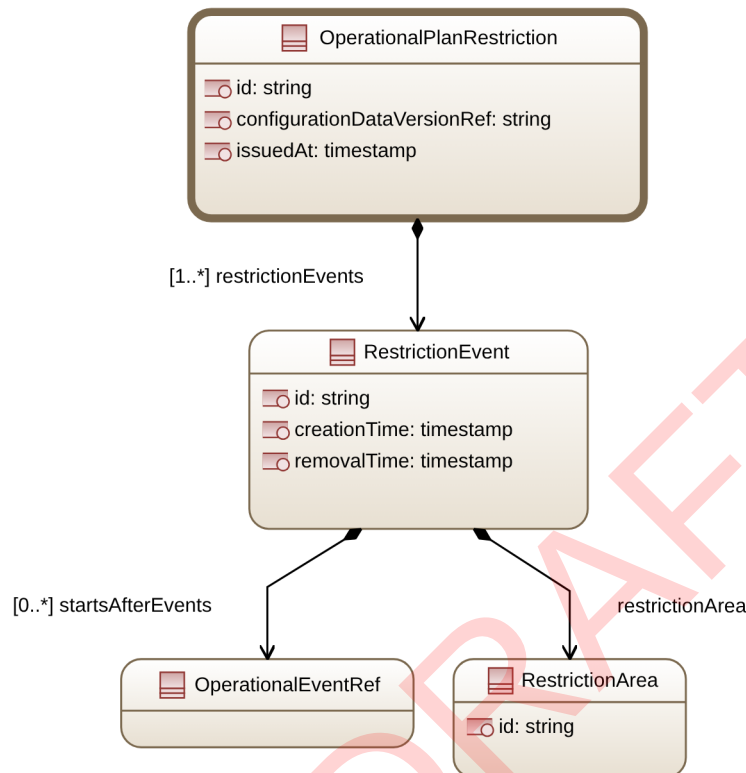 OperationalPlanRestriction
id: string
configurationDataVersionRef: string
issuedAt: timestamp
[1..*] restrictionEvents
RestrictionEvent
id: string
creationTime: timestamp
removalTime: timestamp
[0..*] startsAfterEvents
restrictionArea
OperationalEventRef
RestrictionArea
id: string
DRAFT